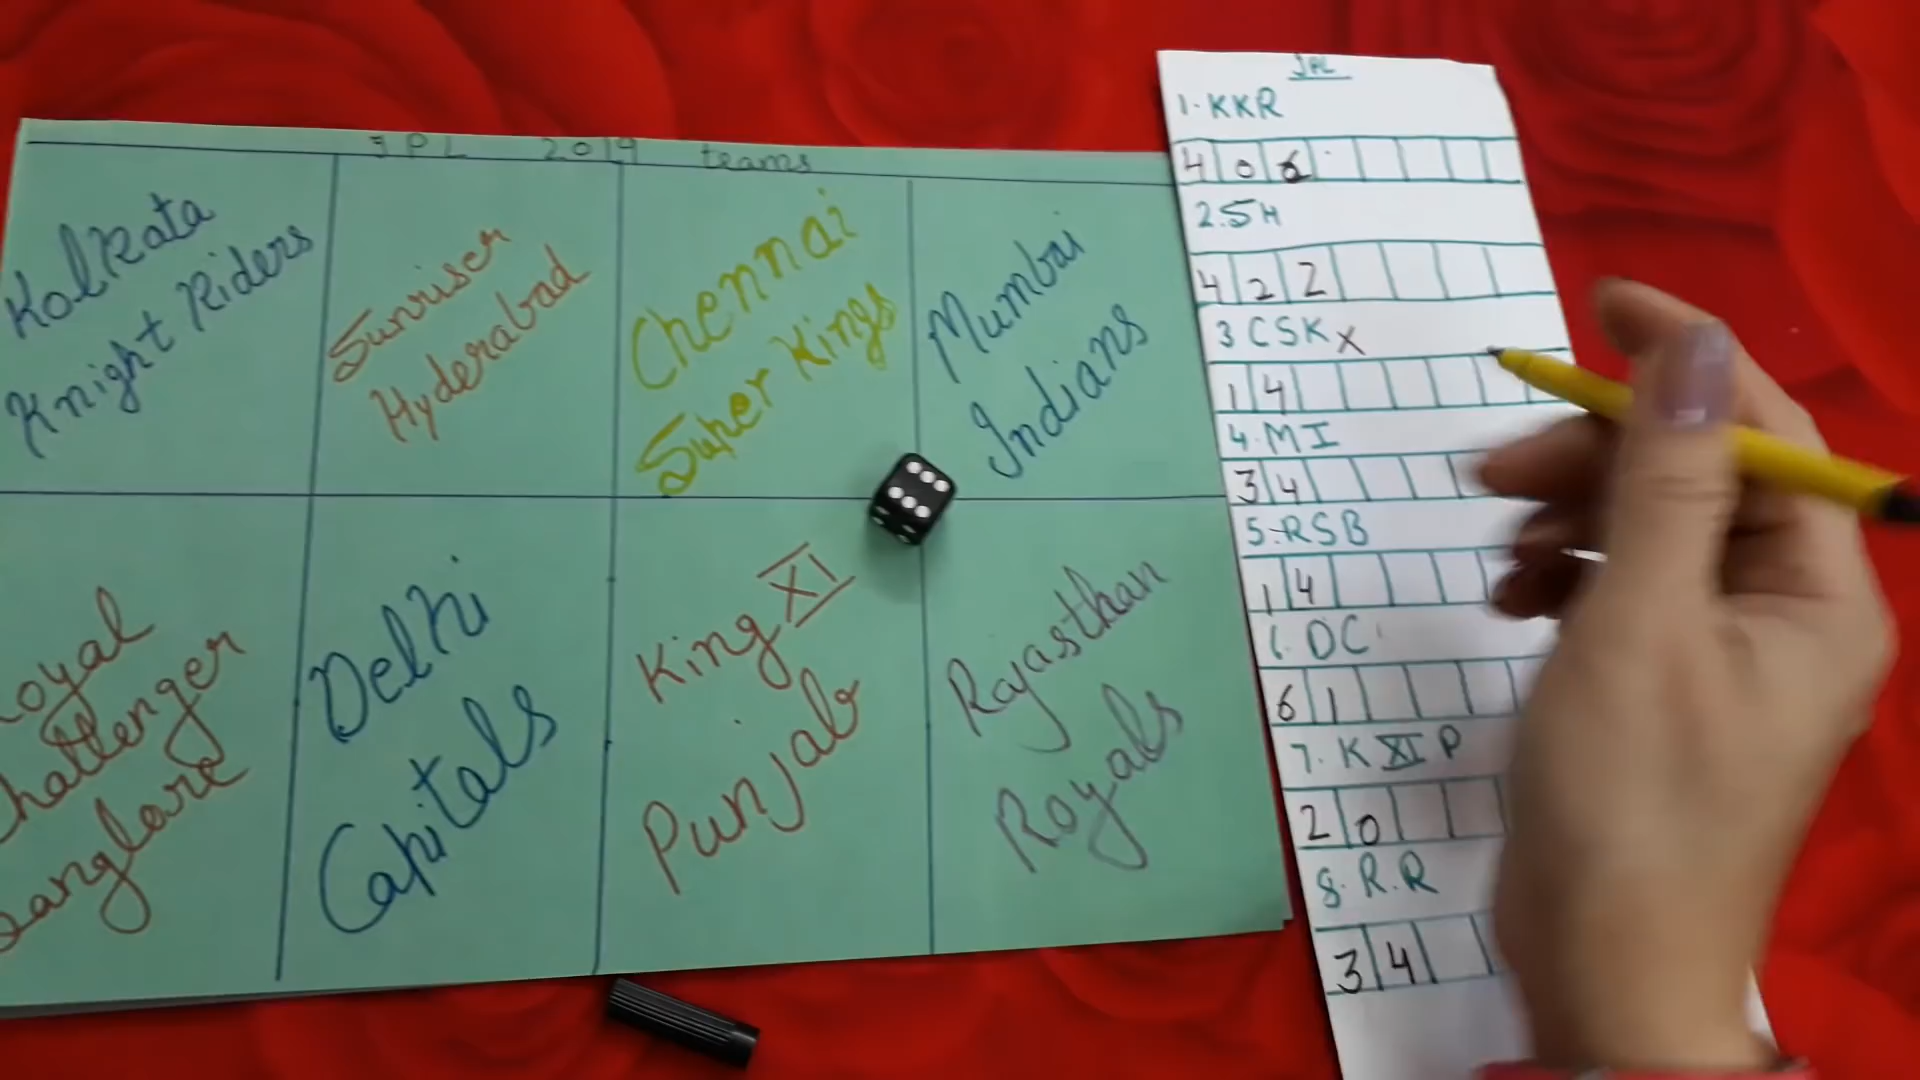 IPL 2019 teams
Kolkata
Knight Riders
Sunriser
Hyderabad
Chennai
Super Kings
Mumbai
Indians
oyal
hallenger
anglore
Delhi
Capitals
King XI
Punjab
Rajasthan
Royals
IPL
1. KKR
4 0
2. SH
4 2 2
3 CSK X
1 4
4. MI
3 4
5. RSB
1 4
6. DC
6 1
7. K XI P
2 0
8. R.R
3 4